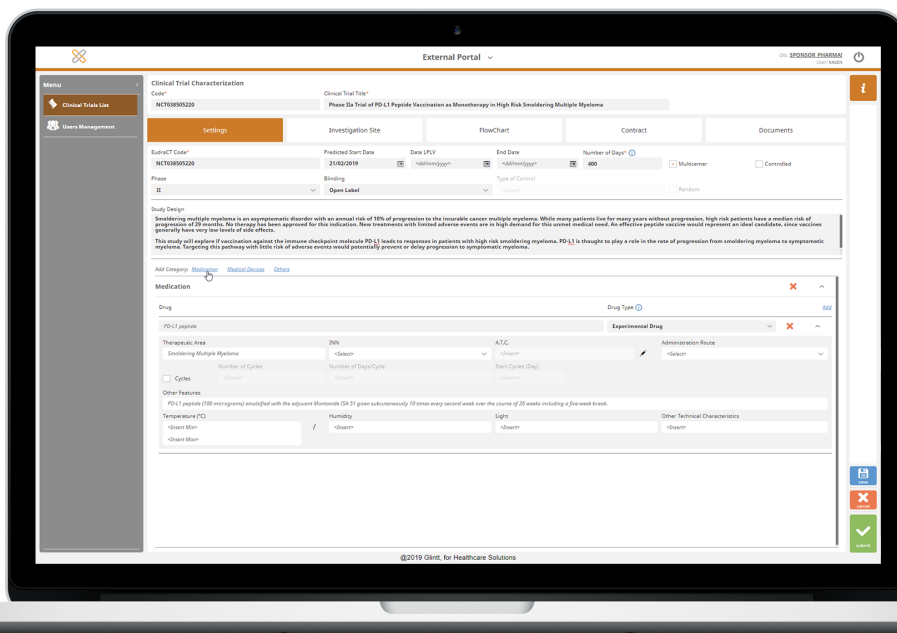 External Portal
Olá, SPONSOR PHARMA!
User: KAREN
Menu
Clinical Trials List
Users Management
Clinical Trial Characterization
Code* Clinical Trial Title*
NCT038505220 Phase IIa Trial of PD-L1 Peptide Vaccination as Monotherapy in High Risk Smoldering Multiple Myeloma
i
Settings Investigation Site FlowChart Contract Documents
EudraCT Code* Predicted Start Date Date LPLV End Date Number of Days*
NCT038505220 21/02/2019 <dd/mm/yyyy> <dd/mm/yyyy> 400 Multicenter Controlled
Phase Blinding Type of Control
II Open Label <Select> Random
Study Design
Smoldering multiple myeloma is an asymptomatic disorder with an annual risk of 10% of progression to the incurable cancer multiple myeloma. While many patients live for many years without progression, high risk patients have a median risk of
progression of 29 months. No therapy has been approved for this indication. New treatments with limited adverse events are in high demand for this unmet medical need. An effective peptide vaccine would represent an ideal candidate, since vaccines
generally have very low levels of side effects.
This study will explore if vaccination against the immune checkpoint molecule PD-L1 leads to responses in patients with high risk smoldering myeloma. PD-L1 is thought to play a role in the rate of progression from smoldering myeloma to symptomatic
myeloma. Targeting this pathway with little risk of adverse events would potentially prevent or delay progression to symptomatic myeloma.
Add Category: Medication Medical Devices Others
Medication
Drug Drug Type Add
PD-L1 peptide Experimental Drug
Therapeutic Area INN A.T.C. Administration Route
Smoldering Multiple Myeloma <Select> <Insert> <Select>
Number of Cycles Number of Days/Cycle Start Cycles (Day)
Cycles <Insert> <Insert> <Insert>
Other Features
PD-L1 peptide (100 micrograms) emulsified with the adjuvant Montanide ISA-51 given subcutaneously 10 times every second week over the course of 26 weeks including a five-week break.
Temperature (°C) Humidity Light Other Technical Characteristics
<Insert Min> / <Insert> <Insert> <Insert>
<Insert Max>
SAVE
CANCEL
SUBMIT
@2019 Glintt, for Healthcare Solutions